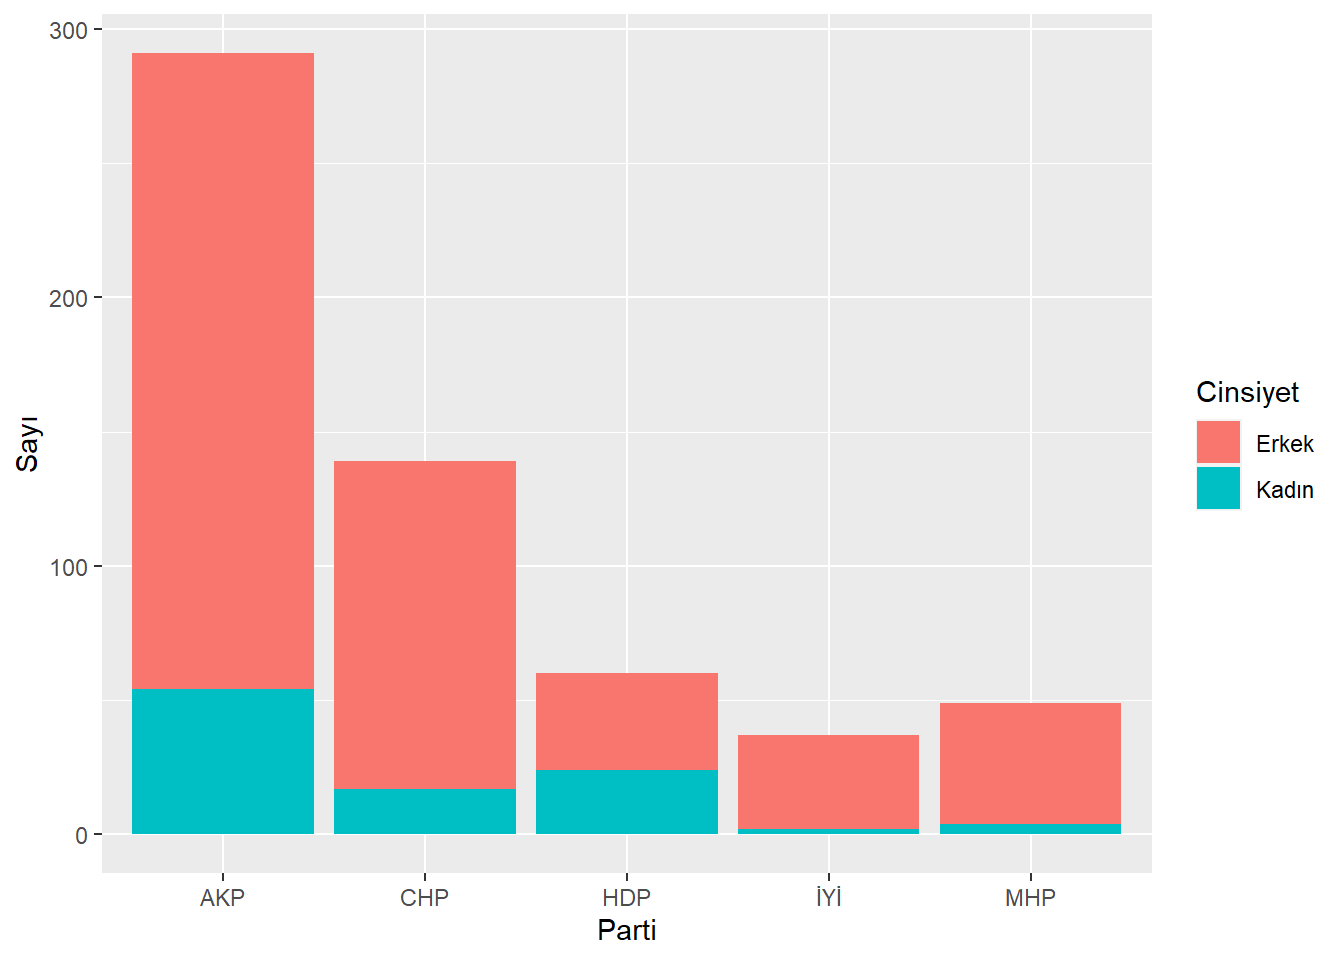 300
200
100
0
Sayı
AKP
CHP
HDP
İYİ
MHP
Parti
Cinsiyet
Erkek
Kadın